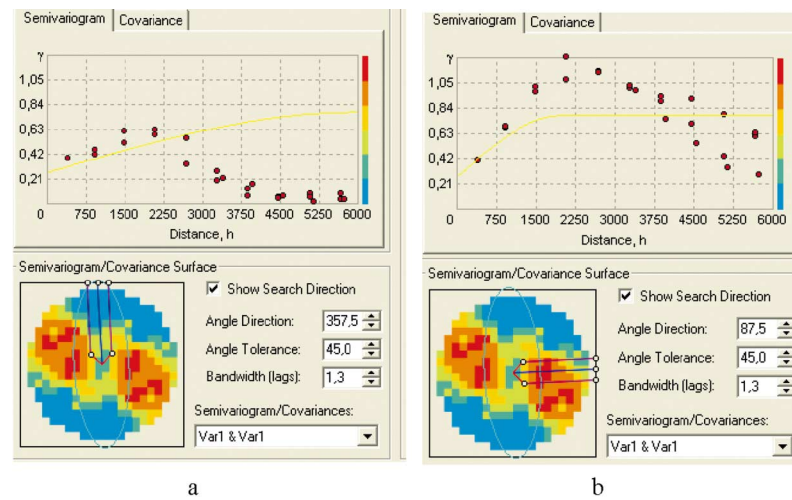 Semivariogram Covariance
γ
1,05
0,84
0,63
0,42
0,21
0 750 1500 2250 3000 3750 4500 5250 6000
Distance, h
Semivariogram/Covariance Surface
Show Search Direction
Angle Direction: 357,5
Angle Tolerance: 45,0
Bandwidth (lags): 1,3
Semivariogram/Covariances:
Var1 & Var1
a
Semivariogram Covariance
γ
1,05
0,84
0,63
0,42
0,21
0 750 1500 2250 3000 3750 4500 5250 6000
Distance, h
Semivariogram/Covariance Surface
Show Search Direction
Angle Direction: 87,5
Angle Tolerance: 45,0
Bandwidth (lags): 1,3
Semivariogram/Covariances:
Var1 & Var1
b